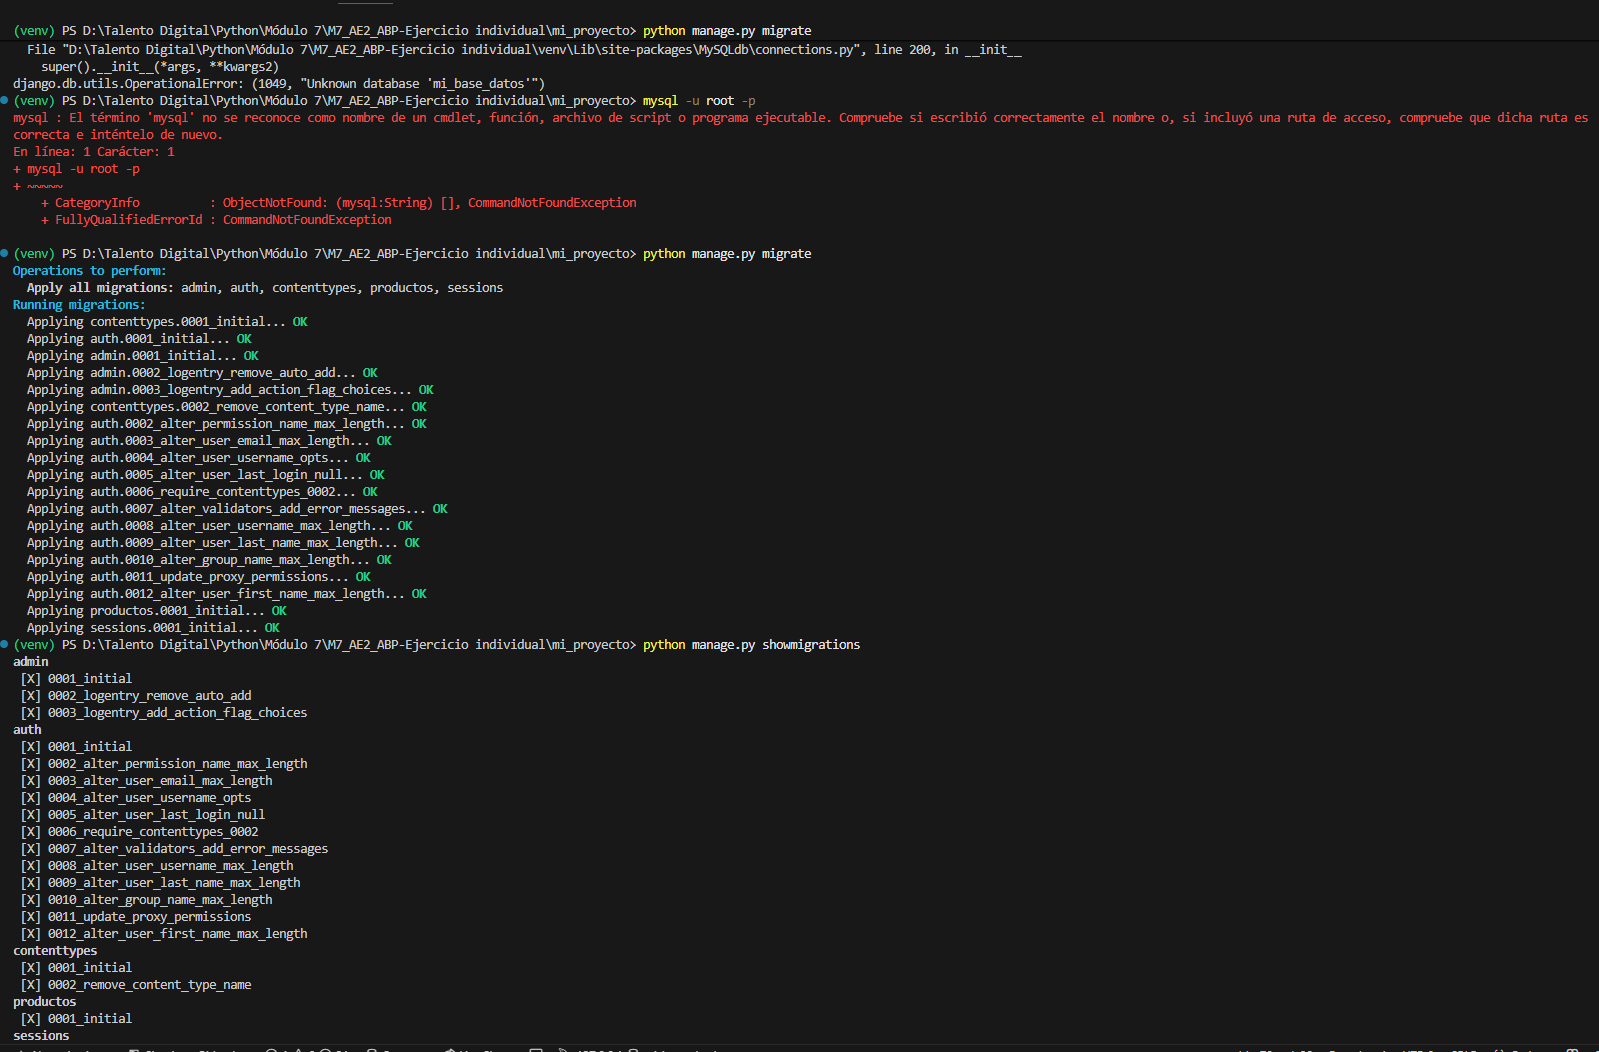 (venv) PS D:\Talento Digital\Python\Módulo 7\M7_AE2_ABP-Ejercicio individual\mi_proyecto> python manage.py migrate
File "D:\Talento Digital\Python\Módulo 7\M7_AE2_ABP-Ejercicio individual\venv\Lib\site-packages\MySQLdb\connections.py", line 200, in __init__
super().__init__(*args, **kwargs2)
django.db.utils.OperationalError: (1049, "Unknown database 'mi_base_datos'")
(venv) PS D:\Talento Digital\Python\Módulo 7\M7_AE2_ABP-Ejercicio individual\mi_proyecto> mysql -u root -p
mysql : El término 'mysql' no se reconoce como nombre de un cmdlet, función, archivo de script o programa ejecutable. Compruebe si escribió correctamente el nombre o, si incluyó una ruta de acceso, compruebe que dicha ruta es
correcta e inténtelo de nuevo.
En línea: 1 Carácter: 1
+ mysql -u root -p
+ ~~~~~
+ CategoryInfo          : ObjectNotFound: (mysql:String) [], CommandNotFoundException
+ FullyQualifiedErrorId : CommandNotFoundException
(venv) PS D:\Talento Digital\Python\Módulo 7\M7_AE2_ABP-Ejercicio individual\mi_proyecto> python manage.py migrate
Operations to perform:
Apply all migrations: admin, auth, contenttypes, productos, sessions
Running migrations:
Applying contenttypes.0001_initial... OK
Applying auth.0001_initial... OK
Applying admin.0001_initial... OK
Applying admin.0002_logentry_remove_auto_add... OK
Applying admin.0003_logentry_add_action_flag_choices... OK
Applying contenttypes.0002_remove_content_type_name... OK
Applying auth.0002_alter_permission_name_max_length... OK
Applying auth.0003_alter_user_email_max_length... OK
Applying auth.0004_alter_user_username_opts... OK
Applying auth.0005_alter_user_last_login_null... OK
Applying auth.0006_require_contenttypes_0002... OK
Applying auth.0007_alter_validators_add_error_messages... OK
Applying auth.0008_alter_user_username_max_length... OK
Applying auth.0009_alter_user_last_name_max_length... OK
Applying auth.0010_alter_group_name_max_length... OK
Applying auth.0011_update_proxy_permissions... OK
Applying auth.0012_alter_user_first_name_max_length... OK
Applying productos.0001_initial... OK
Applying sessions.0001_initial... OK
(venv) PS D:\Talento Digital\Python\Módulo 7\M7_AE2_ABP-Ejercicio individual\mi_proyecto> python manage.py showmigrations
admin
[X] 0001_initial
[X] 0002_logentry_remove_auto_add
[X] 0003_logentry_add_action_flag_choices
auth
[X] 0001_initial
[X] 0002_alter_permission_name_max_length
[X] 0003_alter_user_email_max_length
[X] 0004_alter_user_username_opts
[X] 0005_alter_user_last_login_null
[X] 0006_require_contenttypes_0002
[X] 0007_alter_validators_add_error_messages
[X] 0008_alter_user_username_max_length
[X] 0009_alter_user_last_name_max_length
[X] 0010_alter_group_name_max_length
[X] 0011_update_proxy_permissions
[X] 0012_alter_user_first_name_max_length
contenttypes
[X] 0001_initial
[X] 0002_remove_content_type_name
productos
[X] 0001_initial
sessions